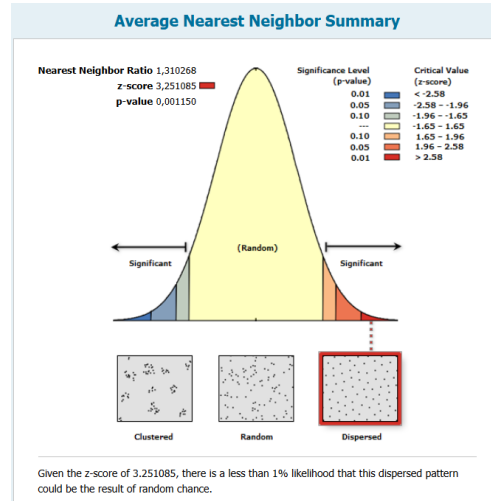 Average Nearest Neighbor Summary
Nearest Neighbor Ratio 1,310268
z-score 3,251085
p-value 0,001150
Significance Level
(p-value)
Critical Value
(z-score)
0.01 < -2.58
0.05 -2.58 - -1.96
0.10 -1.96 - -1.65
--- -1.65 - 1.65
0.10 1.65 - 1.96
0.05 1.96 - 2.58
0.01 > 2.58
(Random)
Significant Significant
Clustered Random Dispersed
Given the z-score of 3.251085, there is a less than 1% likelihood that this dispersed pattern
could be the result of random chance.